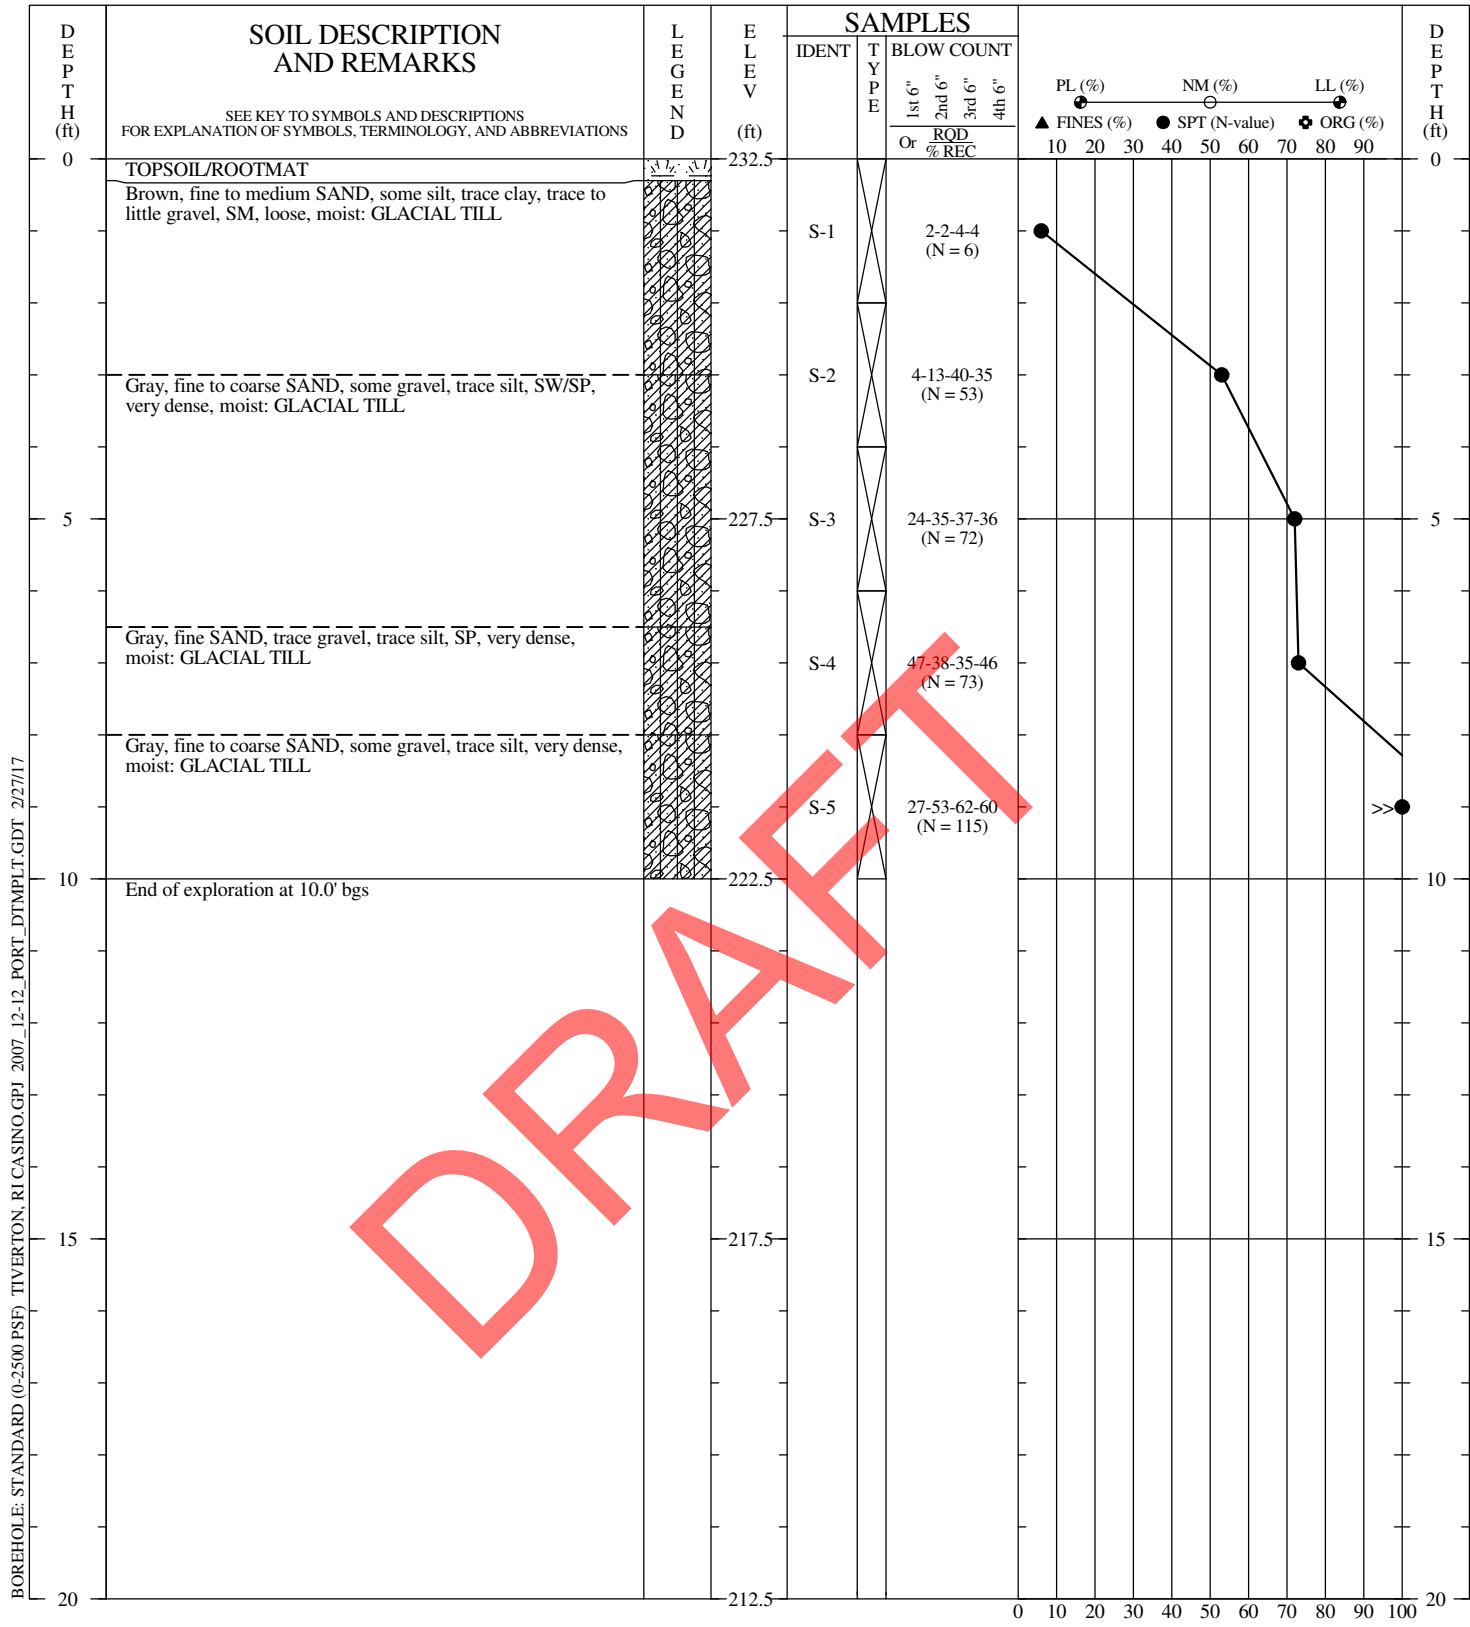 DEPTH
(ft)
SOIL DESCRIPTION
AND REMARKS
SEE KEY TO SYMBOLS AND DESCRIPTIONS
FOR EXPLANATION OF SYMBOLS, TERMINOLOGY, AND ABBREVIATIONS
LEGEND
ELEV
(ft)
SAMPLES
IDENT
TYPE
BLOW COUNT
1st 6"
2nd 6"
3rd 6"
4th 6"
Or RQD
% REC
PL (%) NM (%) LL (%)
FINES (%) SPT (N-value) ORG (%)
10 20 30 40 50 60 70 80 90
DEPTH
(ft)
0 TOPSOIL/ROOTMAT 232.5 0
Brown, fine to medium SAND, some silt, trace clay, trace to
little gravel, SM, loose, moist: GLACIAL TILL
S-1 2-2-4-4
(N = 6)
Gray, fine to coarse SAND, some gravel, trace silt, SW/SP,
very dense, moist: GLACIAL TILL
S-2 4-13-40-35
(N = 53)
5 227.5 S-3 24-35-37-36 5
(N = 72)
Gray, fine SAND, trace gravel, trace silt, SP, very dense,
moist: GLACIAL TILL
S-4 47-38-35-46
(N = 73)
Gray, fine to coarse SAND, some gravel, trace silt, very dense,
moist: GLACIAL TILL
S-5 27-53-62-60 >>
(N = 115)
10 222.5 10
End of exploration at 10.0' bgs
15 217.5 15
20 212.5 20
0 10 20 30 40 50 60 70 80 90 100
DRAFT
BOREHOLE: STANDARD (0-2500 PSF) TIVERTON, RI CASINO.GPJ 2007_12-12_PORT_DTMPLT.GDT 2/27/17